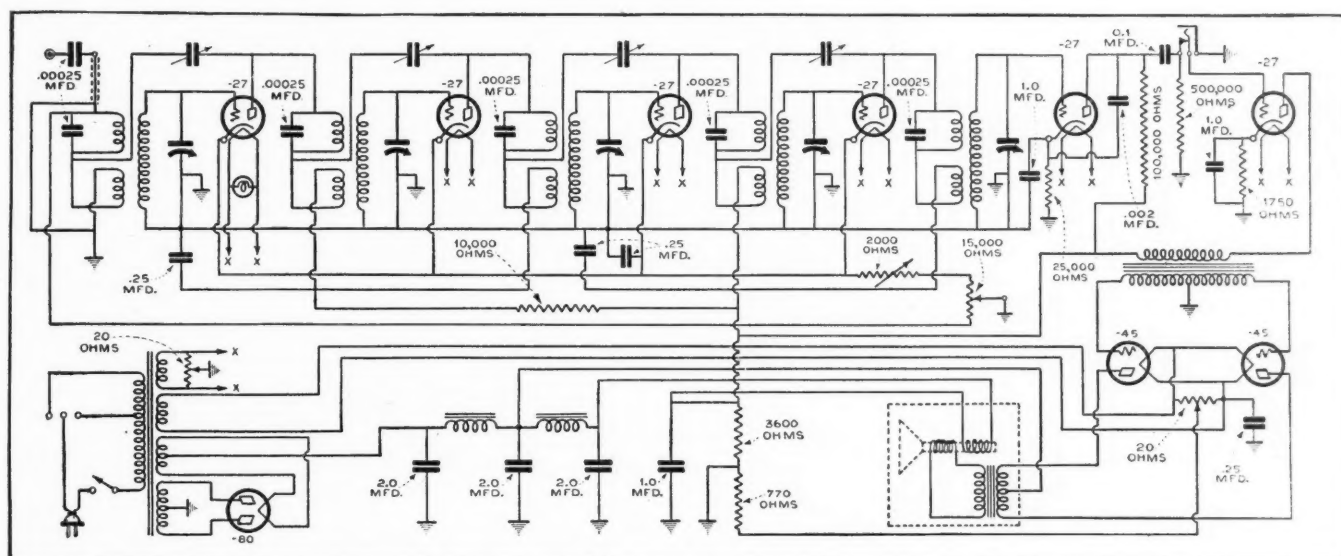 .00025
MFD.
-27
.00025
MFD.
-27
.00025
MFD.
-27
.00025
MFD.
-27
.00025
MFD.
1.0
MFD.
-27
0.1
MFD.
-27
500,000
OHMS
100,000 OHMS
1.0
MFD.
1750
OHMS
X X
X X
X X
X X
X X
X X
.002
MFD.
.25
MFD.
10,000
OHMS
.25
MFD.
2000
OHMS
15,000
OHMS
25,000
OHMS
20
OHMS
X
X
-45
-45
3600
OHMS
20
OHMS
.25
MFD.
2.0
MFD.
2.0
MFD.
2.0
MFD.
1.0
MFD.
770
OHMS
-80